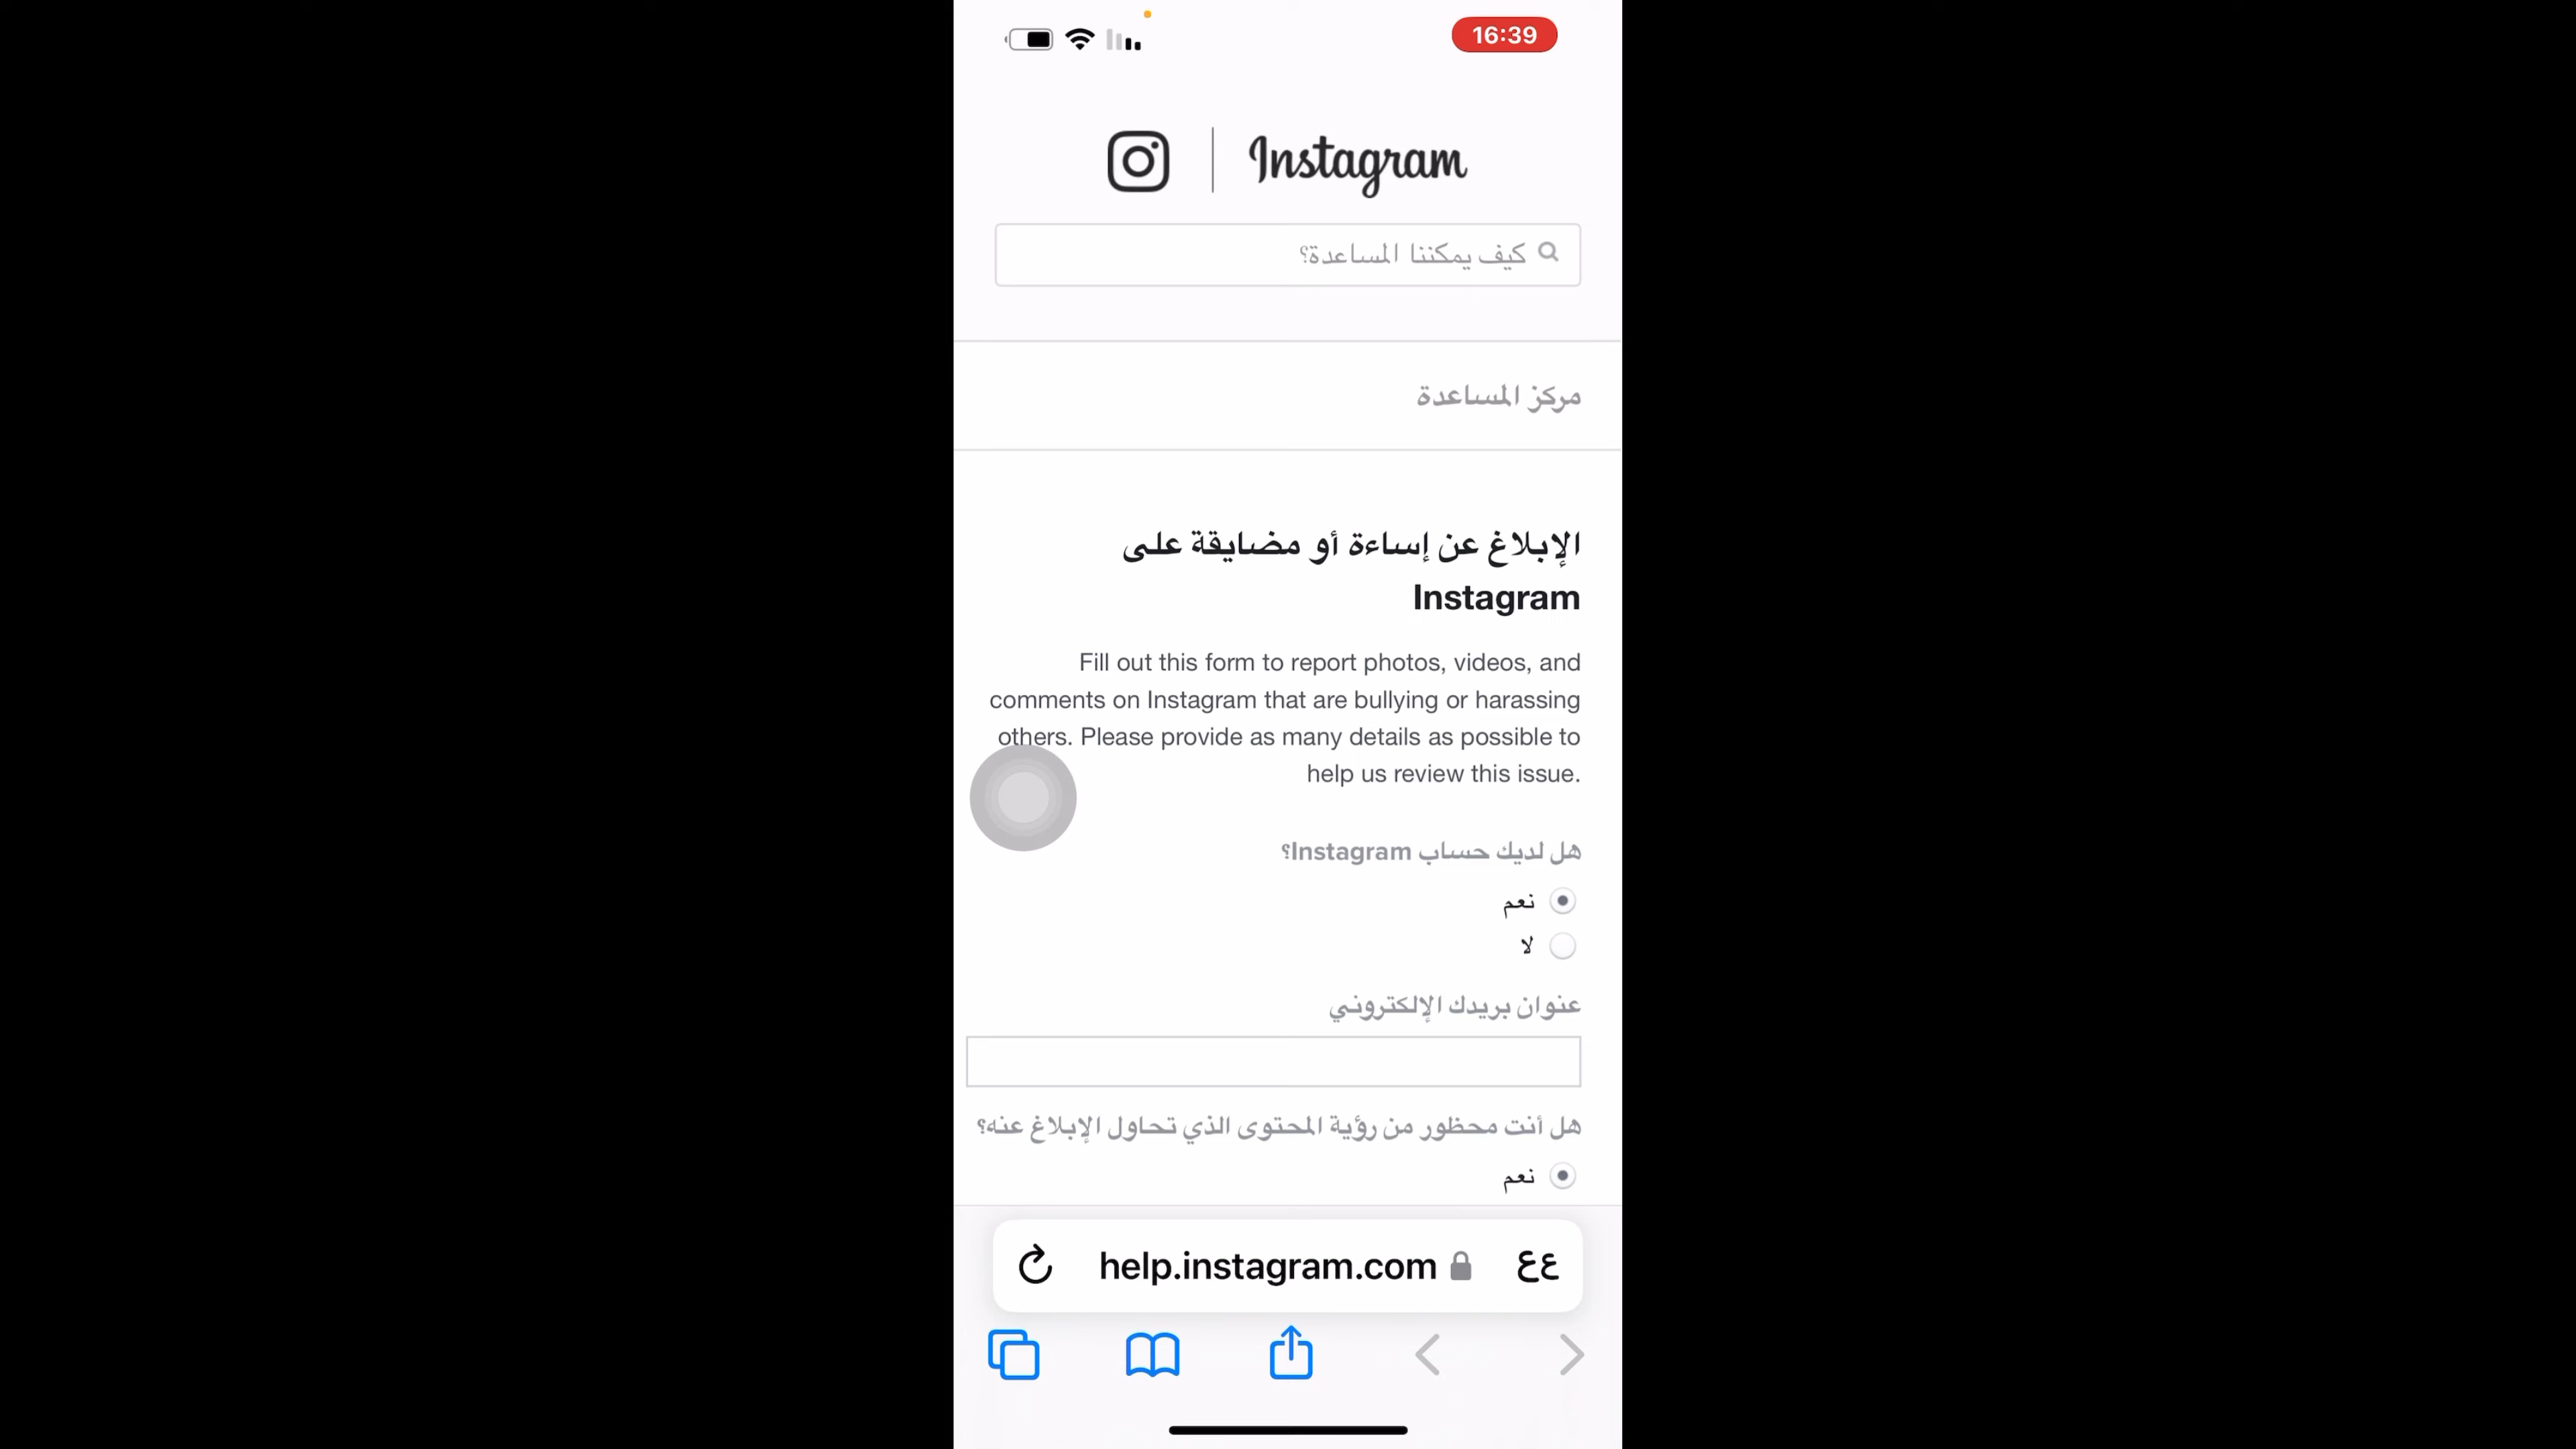 16:39
Instagram
كيف يمكننا المساعدة؟
مركز المساعدة
الإبلاغ عن إساءة أو مضايقة على
Instagram
Fill out this form to report photos, videos, and
comments on Instagram that are bullying or harassing
others. Please provide as many details as possible to
help us review this issue.
هل لديك حساب Instagram؟
نعم
لا
عنوان بريدك الإلكتروني
هل أنت محظور من رؤية المحتوى الذي تحاول الإبلاغ عنه؟
نعم
help.instagram.com
عع